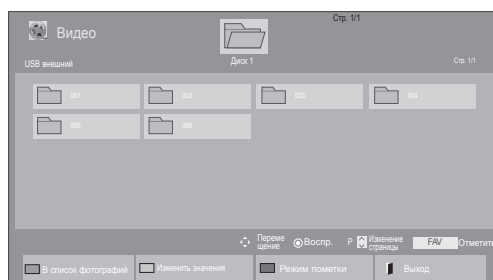 Стр. 1/1
Видео
USB внешний
Диск 1
Стр. 1/1
001
002
003
004
005
006
Переме
щение
Воспр.
P
Изменение
страницы
FAV
Отметить
В список фотографий
Изменить значения
Режим пометки
Выход